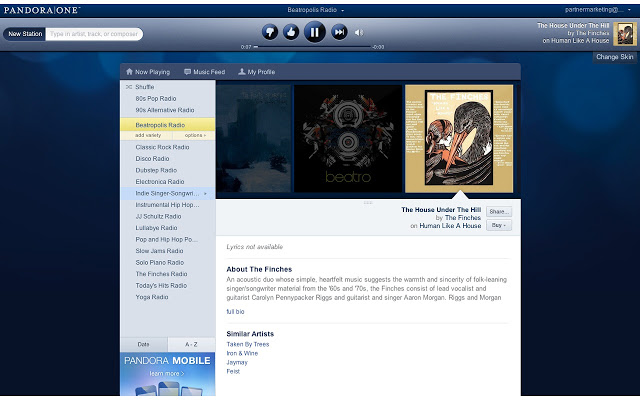 PANDORA|ONE™
Beatropolis Radio
partnermarketing@...
New Station
Type in artist, track, or composer
0:07
-0:00
The House Under The Hill
by The Finches
on Human Like A House
Change Skin
Now Playing
Music Feed
My Profile
Shuffle
80s Pop Radio
90s Alternative Radio
Beatropolis Radio
add variety
options
Classic Rock Radio
Disco Radio
Dubstep Radio
Electronica Radio
Indie Singer-Songwri...
Instrumental Hip Hop...
JJ Schultz Radio
Lullabye Radio
Pop and Hip Hop Po...
Slow Jams Radio
Solo Piano Radio
The Finches Radio
Today's Hits Radio
Yoga Radio
Date
A - Z
PANDORA MOBILE
learn more >
beatro
THE FINCHES
The House Under The Hill
by The Finches
on Human Like A House
Share...
Buy
Lyrics not available
About The Finches
An acoustic duo whose simple, heartfelt music suggests the warmth and sincerity of folk-leaning
singer/songwriter material from the '60s and '70s, the Finches consist of lead vocalist and
guitarist Carolyn Pennypacker Riggs and guitarist and singer Aaron Morgan. Riggs and Morgan
full bio
Similar Artists
Taken By Trees
Iron & Wine
Jaymay
Feist